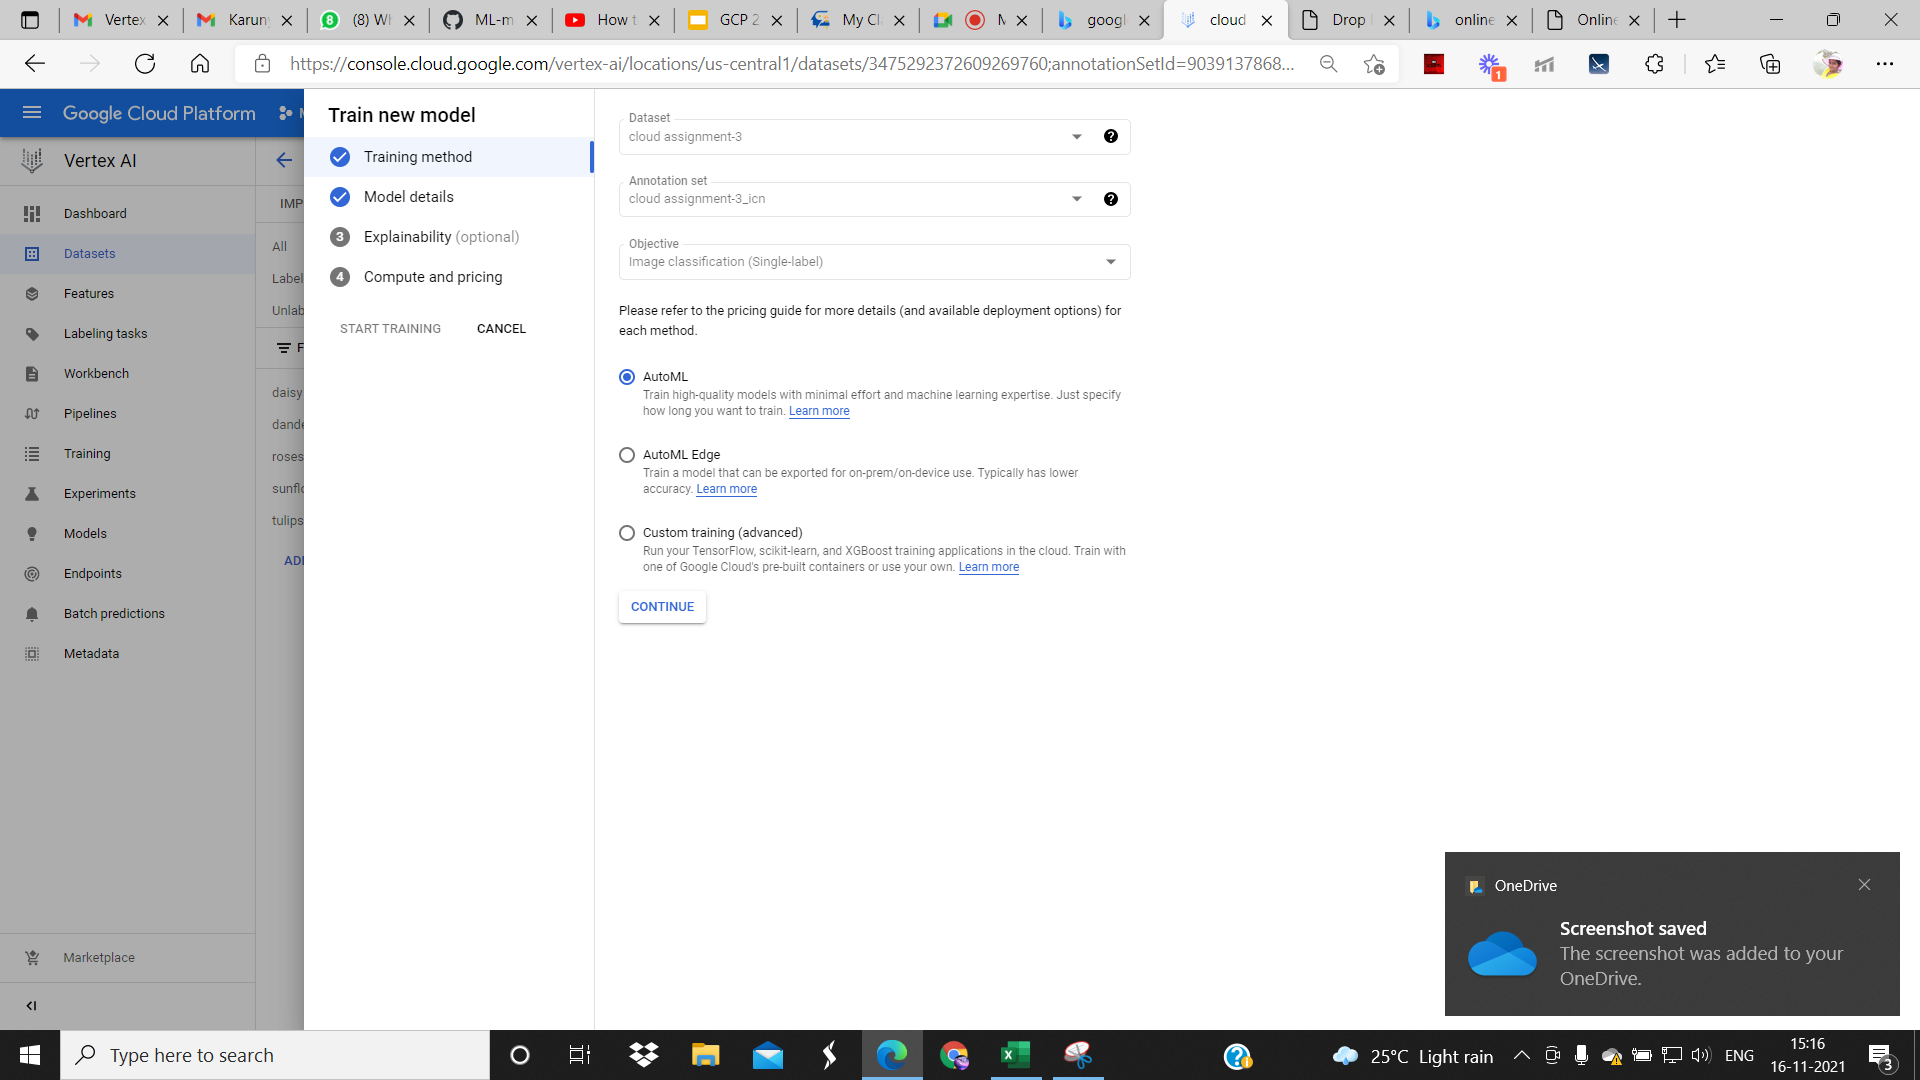 Vertex
Karun
(8) Wh
ML-m
How t
GCP 2
My Cl
M
googl
cloud
Drop
online
Online
https://console.cloud.google.com/vertex-ai/locations/us-central1/datasets/3475292372609269760;annotationSetId=9039137868...
1
Google Cloud Platform
Train new model
Vertex AI
Dashboard
Datasets
Features
Labeling tasks
Workbench
Pipelines
Training
Experiments
Models
Endpoints
Batch predictions
Metadata
Marketplace
IMP
All
Label
Unlab
F
daisy
dande
roses
sunflo
tulips
ADD
Training method
Model details
3 Explainability (optional)
4 Compute and pricing
START TRAINING CANCEL
Dataset
cloud assignment-3
Annotation set
cloud assignment-3_icn
Objective
Image classification (Single-label)
Please refer to the pricing guide for more details (and available deployment options) for
each method.
AutoML
Train high-quality models with minimal effort and machine learning expertise. Just specify
how long you want to train. Learn more
AutoML Edge
Train a model that can be exported for on-prem/on-device use. Typically has lower
accuracy. Learn more
Custom training (advanced)
Run your TensorFlow, scikit-learn, and XGBoost training applications in the cloud. Train with
one of Google Cloud's pre-built containers or use your own. Learn more
CONTINUE
OneDrive
Screenshot saved
The screenshot was added to your
OneDrive.
Type here to search
25°C Light rain
ENG
15:16
16-11-2021
3